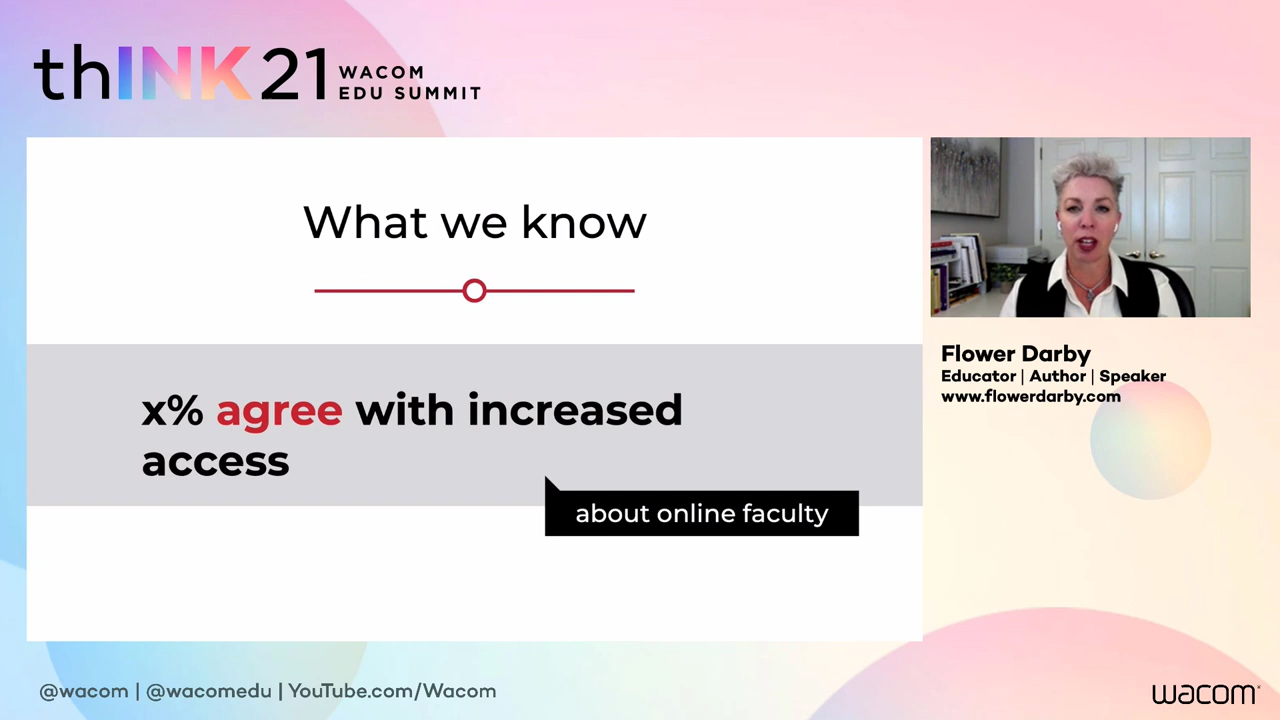 thINK21 WACOM
EDU SUMMIT
What we know
x% agree with increased
access
about online faculty
Flower Darby
Educator | Author | Speaker
www.flowerdarby.com
@wacom | @wacomedu | YouTube.com/Wacom
wacom